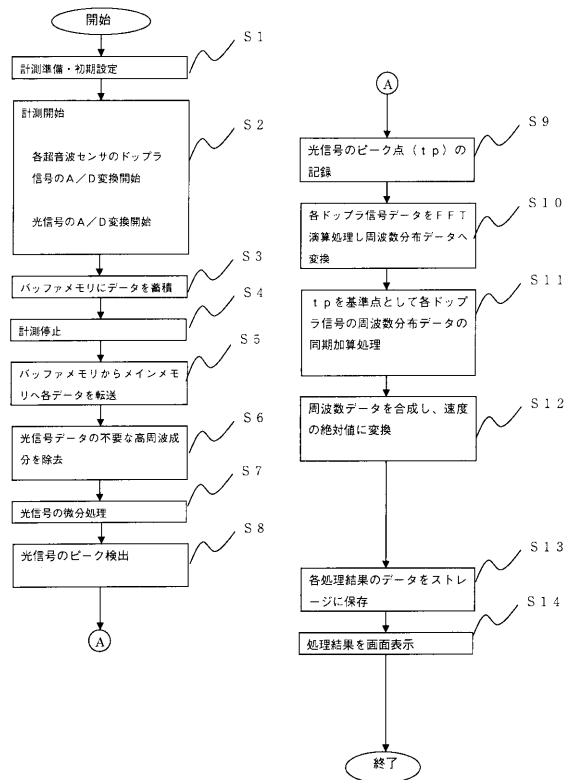 開始
S1
計測準備・初期設定
計測開始
S2
各超音波センサのドップラ
信号のA/D変換開始
光信号のA/D変換開始
S3
バッファメモリにデータを蓄積
S4
計測停止
S5
バッファメモリからメインメモ
リへ各データを転送
S6
光信号データの不要な高周波成
分を除去
S7
光信号の微分処理
S8
光信号のピーク検出
A
A
S9
光信号のピーク点(tp)の
記録
S10
各ドップラ信号データをFFT
演算処理し周波数分布データへ
変換
S11
tpを基準点として各ドップ
ラ信号の周波数分布データの
同期加算処理
S12
周波数データを合成し、速度
の絶対値に変換
S13
各処理結果のデータをストレ
ージに保存
S14
処理結果を画面表示
終了